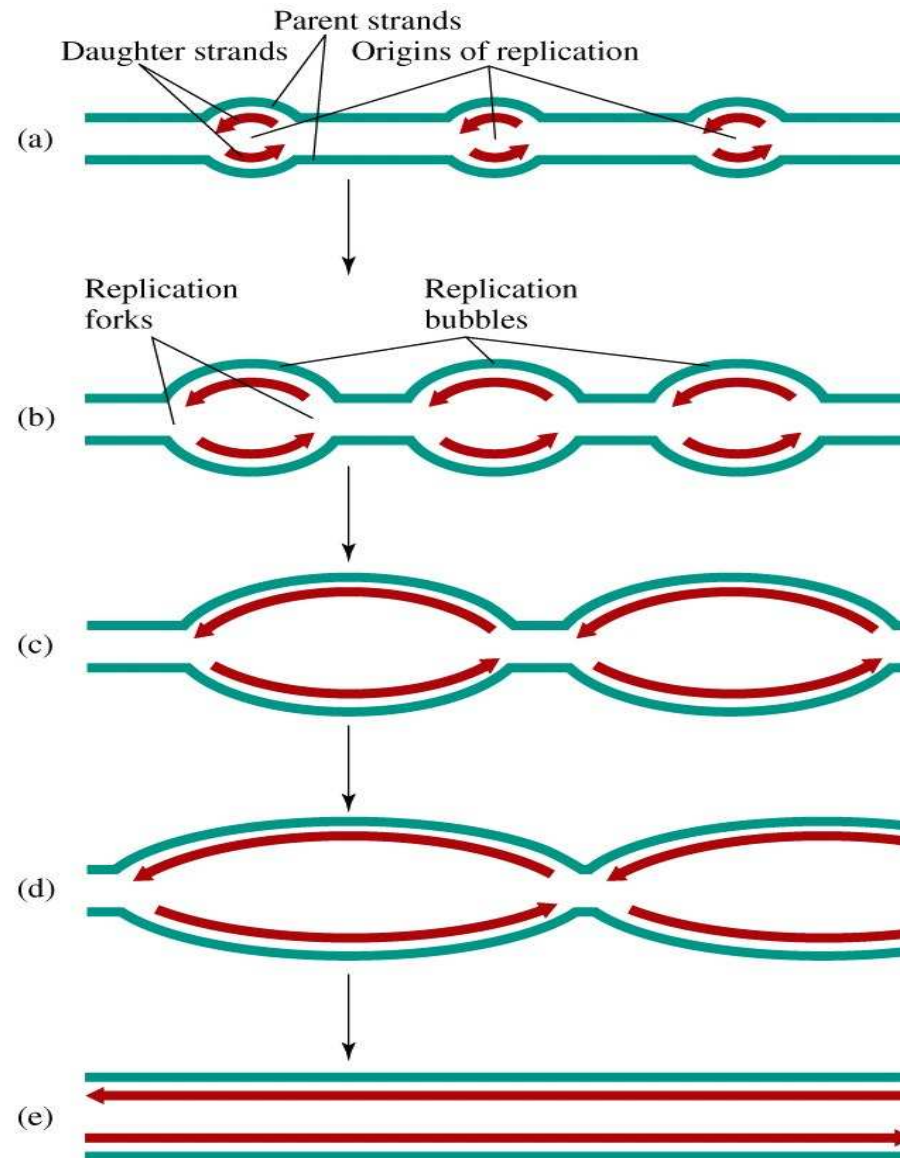 Parent strands
Daughter strands Origins of replication
(a)
Replication
forks
Replication
bubbles
(b)
(c)
(d)
(e)